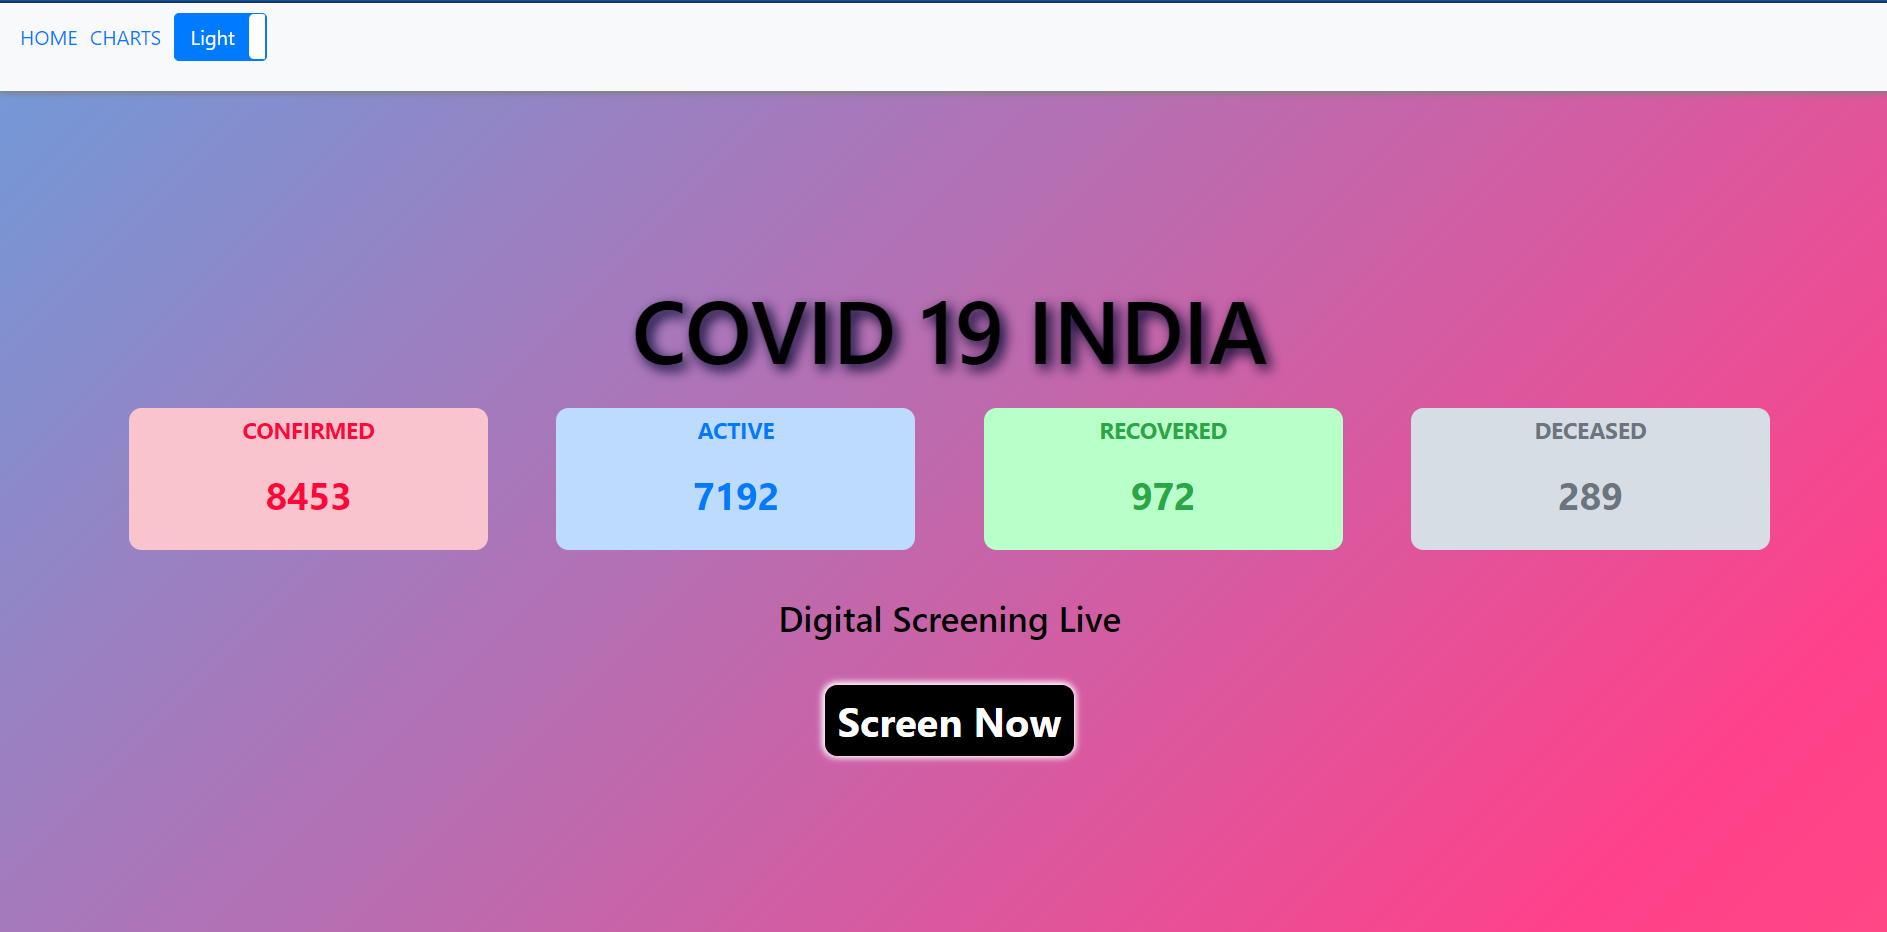 HOME CHARTS Light
COVID 19 INDIA
CONFIRMED ACTIVE RECOVERED DECEASED
8453 7192 972 289
Digital Screening Live
Screen Now